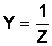 Y = 1/Z